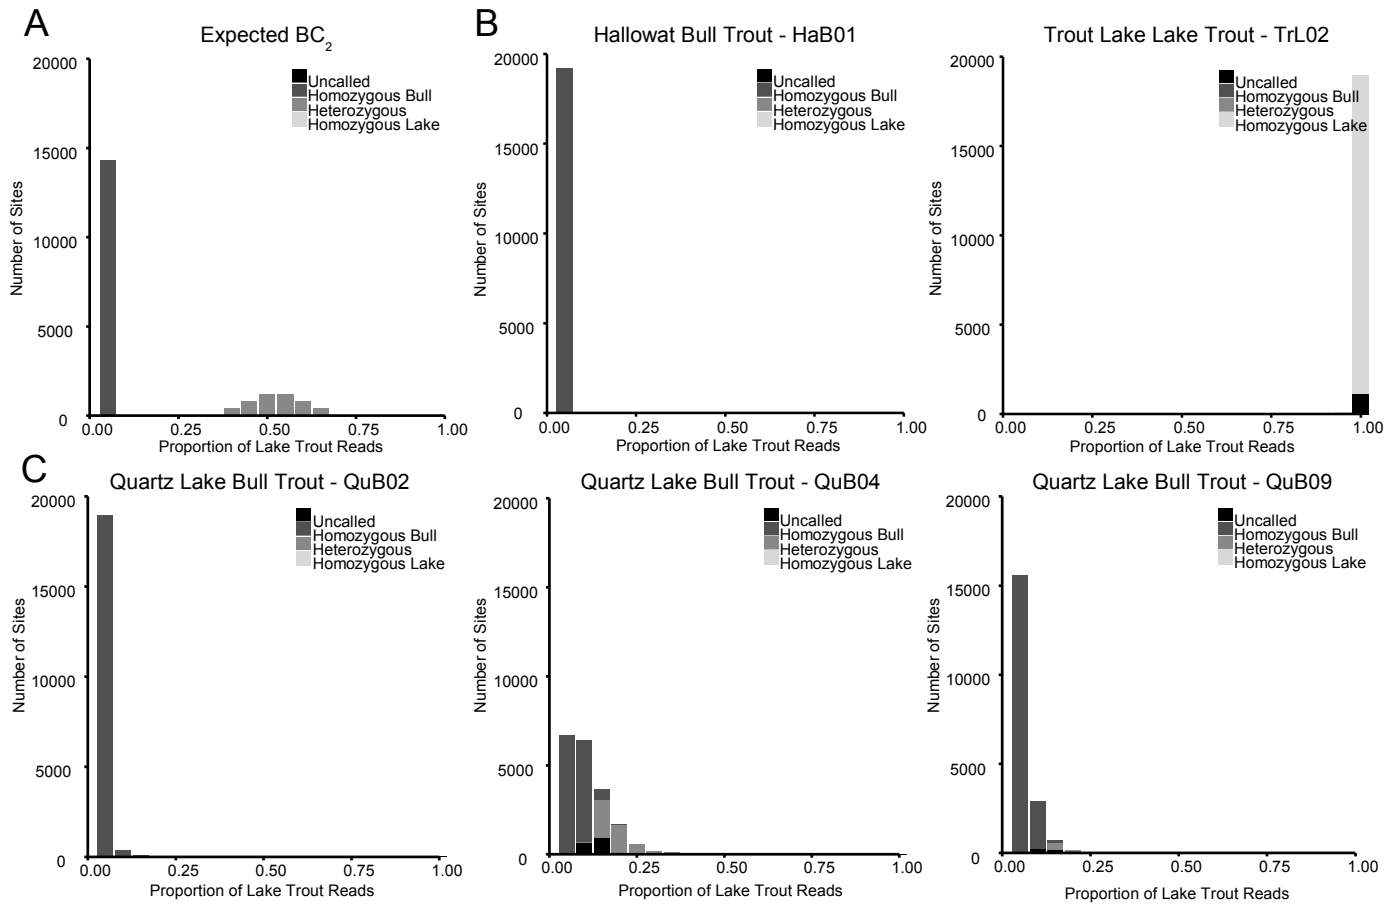 A
Expected BC2
20000
15000
10000
5000
0
Number of Sites
Uncalled
Homozygous Bull
Heterozygous
Homozygous Lake
0.00 0.25 0.50 0.75 1.00
Proportion of Lake Trout Reads
B
Hallowat Bull Trout - HaB01
20000
15000
10000
5000
0
Number of Sites
Uncalled
Homozygous Bull
Heterozygous
Homozygous Lake
0.00 0.25 0.50 0.75 1.00
Proportion of Lake Trout Reads
Trout Lake Lake Trout - TrL02
20000
15000
10000
5000
0
Number of Sites
Uncalled
Homozygous Bull
Heterozygous
Homozygous Lake
0.00 0.25 0.50 0.75 1.00
Proportion of Lake Trout Reads
C
Quartz Lake Bull Trout - QuB02
20000
15000
10000
5000
0
Number of Sites
Uncalled
Homozygous Bull
Heterozygous
Homozygous Lake
0.00 0.25 0.50 0.75 1.00
Proportion of Lake Trout Reads
Quartz Lake Bull Trout - QuB04
20000
15000
10000
5000
0
Number of Sites
Uncalled
Homozygous Bull
Heterozygous
Homozygous Lake
0.00 0.25 0.50 0.75 1.00
Proportion of Lake Trout Reads
Quartz Lake Bull Trout - QuB09
20000
15000
10000
5000
0
Number of Sites
Uncalled
Homozygous Bull
Heterozygous
Homozygous Lake
0.00 0.25 0.50 0.75 1.00
Proportion of Lake Trout Reads